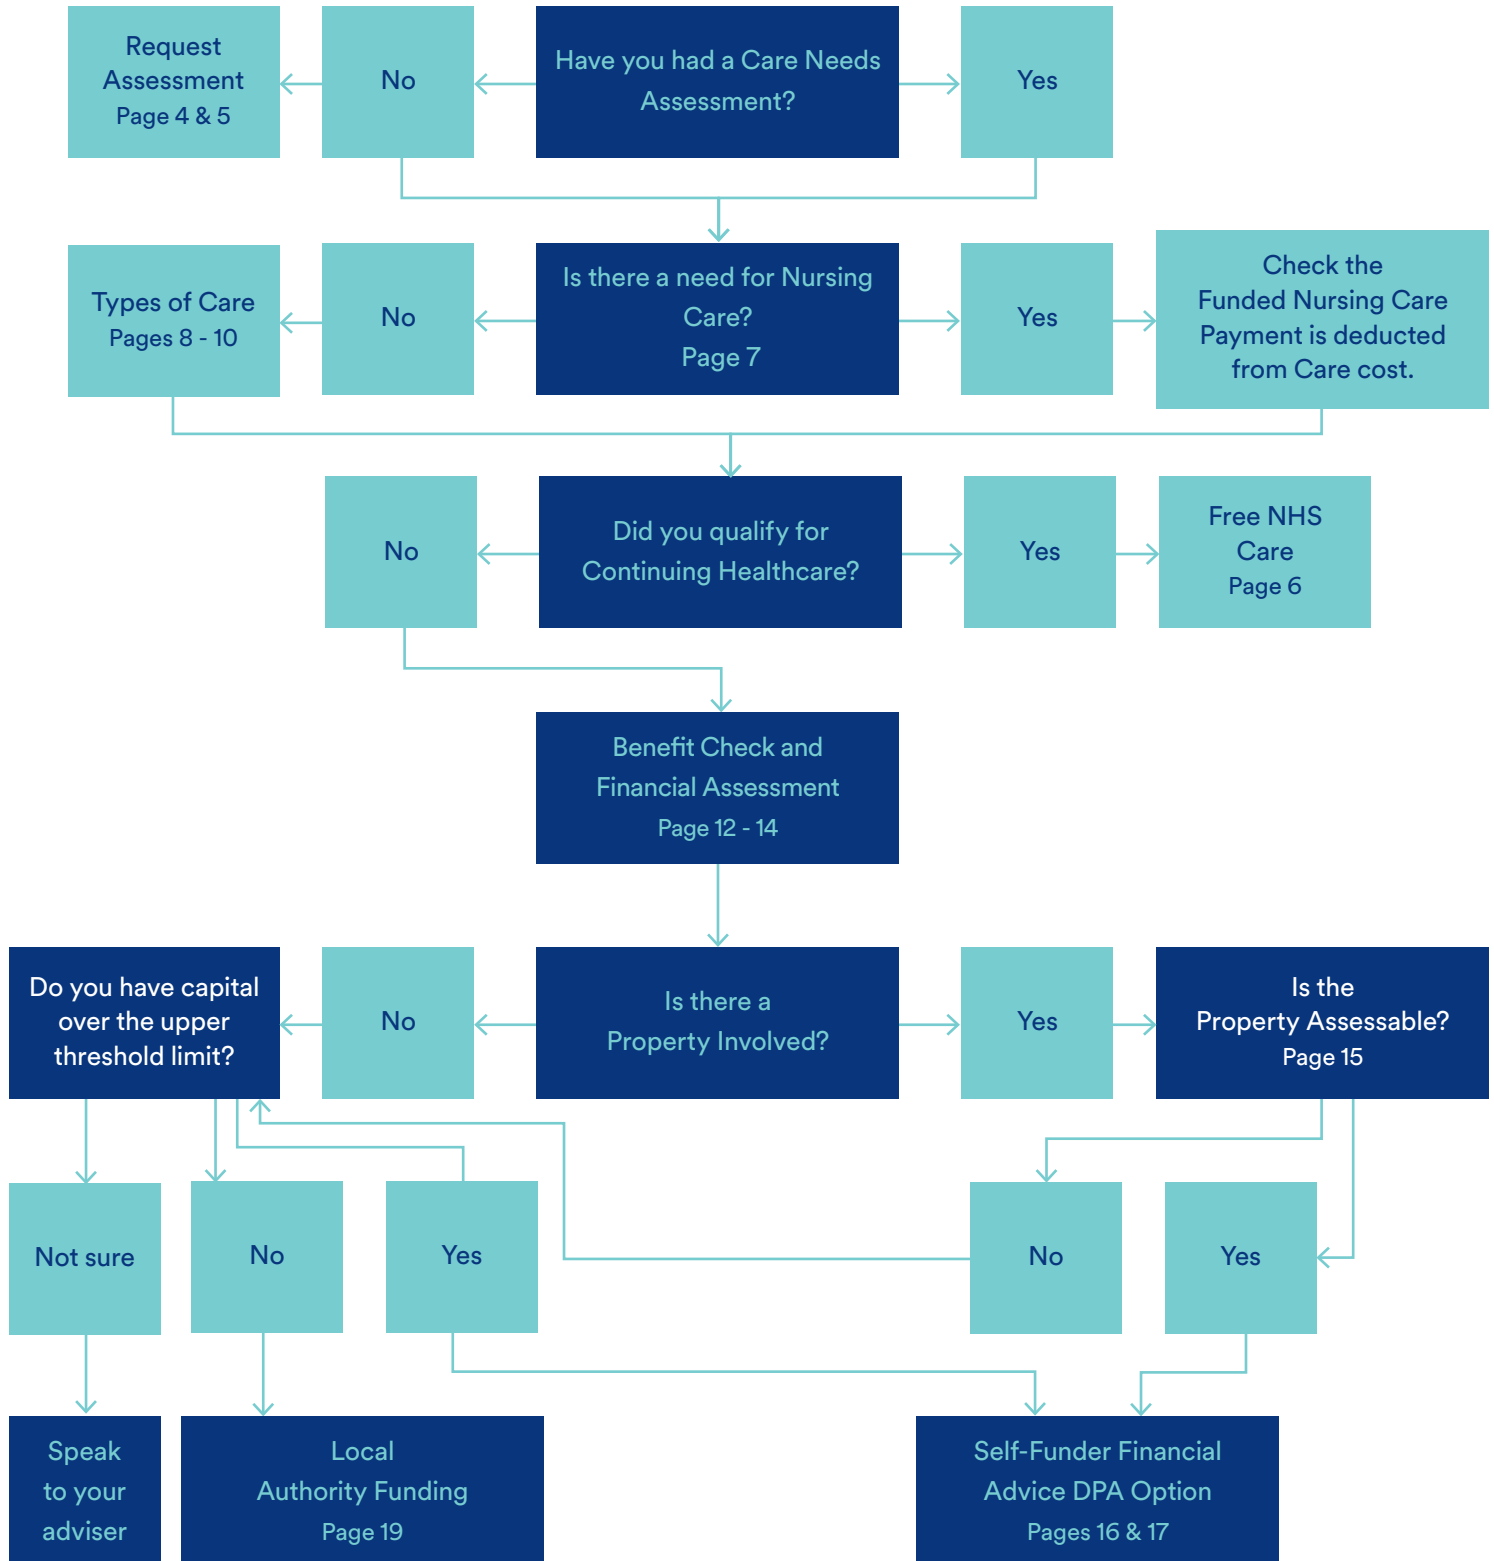 Request
Assessment
Page 4 & 5
No
Have you had a Care Needs
Assessment?
Yes
Types of Care
Pages 8 - 10
No
Is there a need for Nursing
Care?
Page 7
Yes
Check the
Funded Nursing Care
Payment is deducted
from Care cost.
No
Did you qualify for
Continuing Healthcare?
Yes
Free NHS
Care
Page 6
Benefit Check and
Financial Assessment
Page 12 - 14
Do you have capital
over the upper
threshold limit?
No
Is there a
Property Involved?
Yes
Is the
Property Assessable?
Page 15
Not sure
No
Yes
No
Yes
Speak
to your
adviser
Local
Authority Funding
Page 19
Self-Funder Financial
Advice DPA Option
Pages 16 & 17